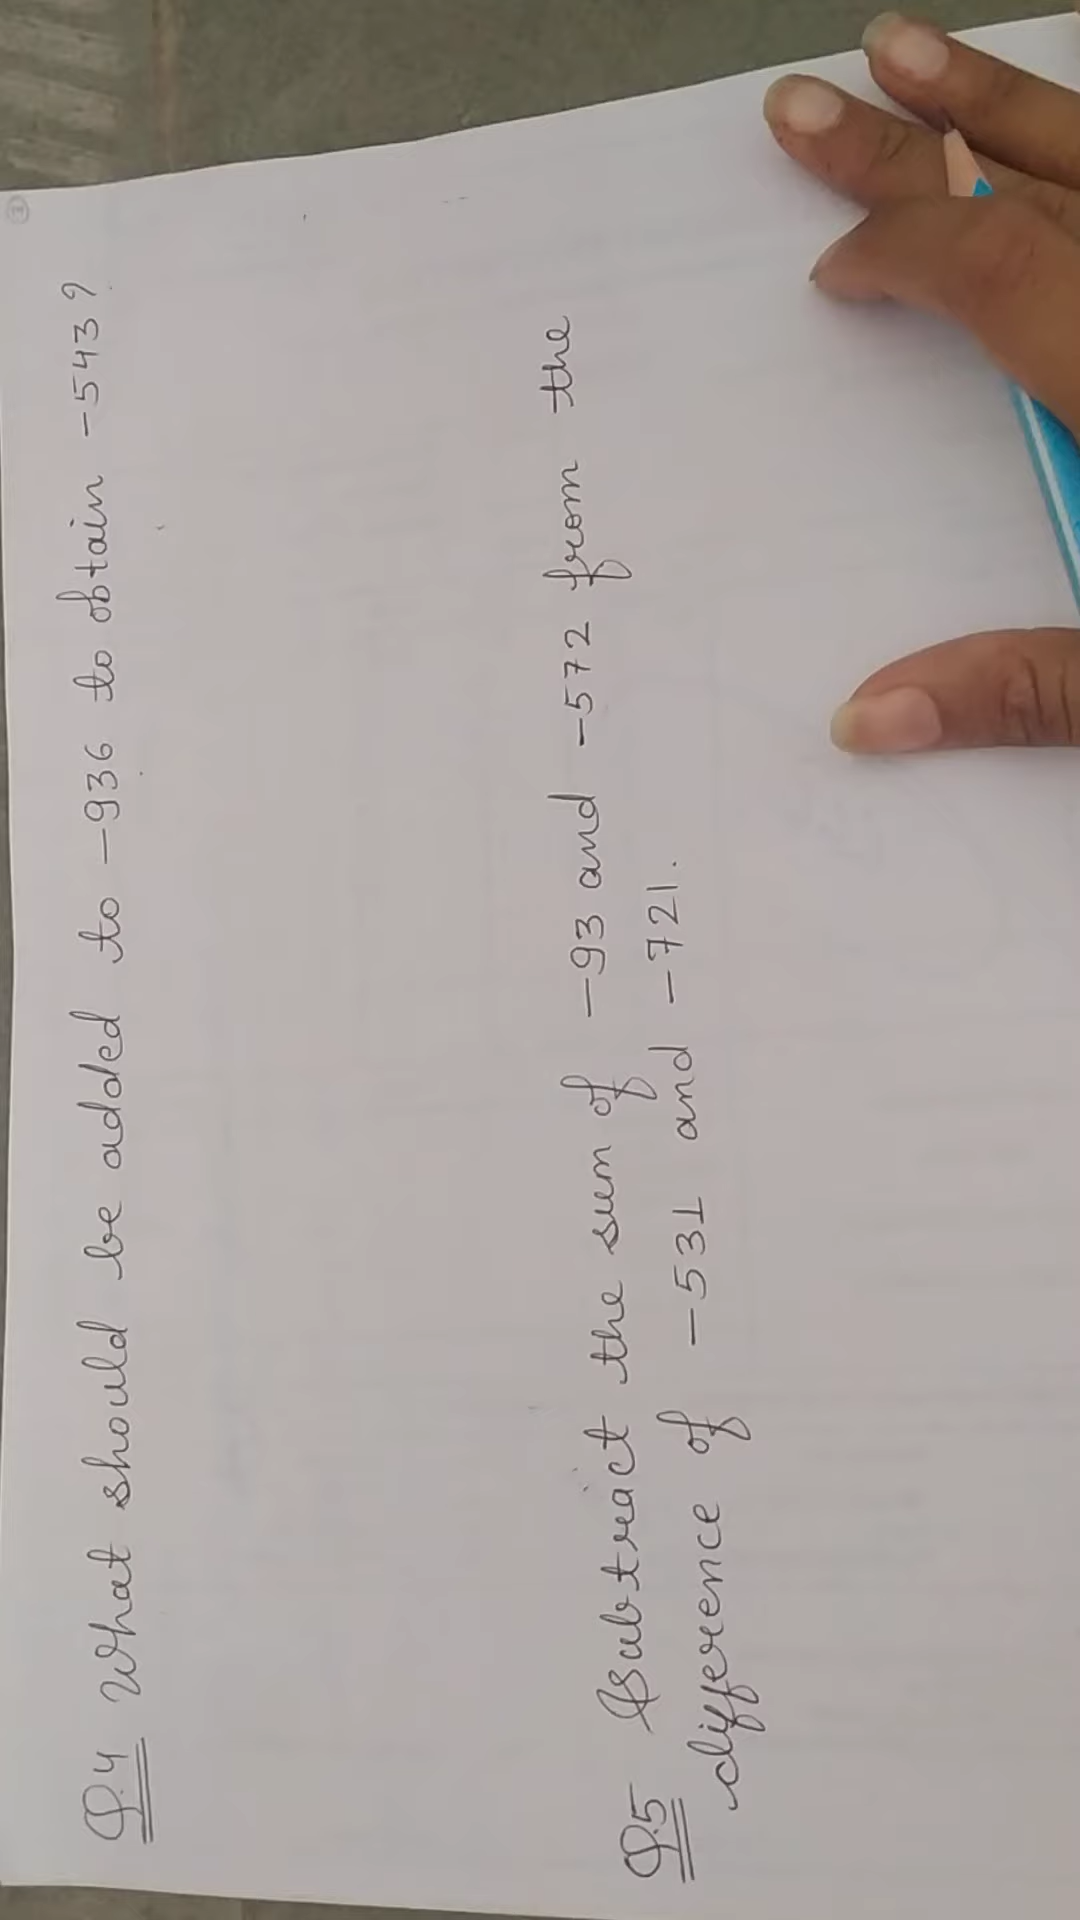 Q.4 What should be added to -936 to obtain -543?
Q.5 Subtract the sum of -93 and -572 from the
difference of -531 and -721.